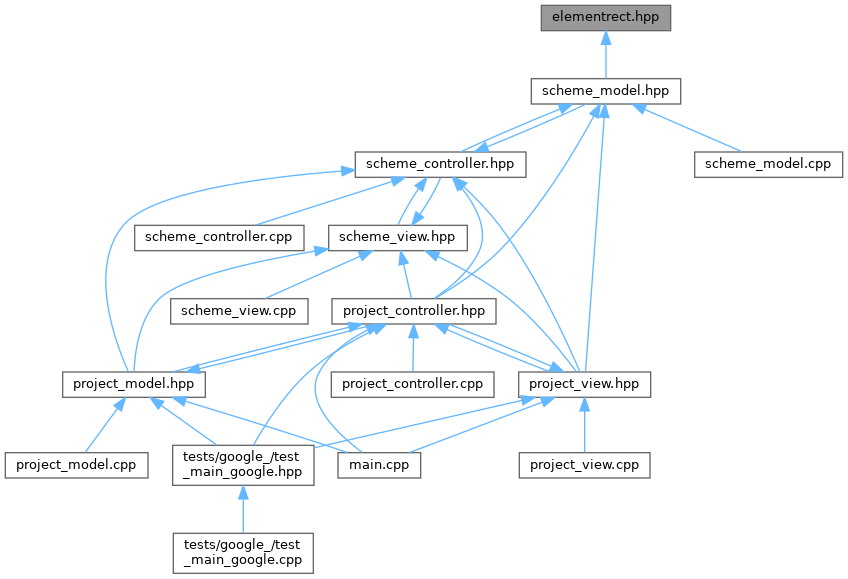 elementrect.hpp
scheme_model.hpp
scheme_controller.hpp
scheme_model.cpp
scheme_controller.cpp
scheme_view.hpp
scheme_view.cpp
project_controller.hpp
project_model.hpp
project_controller.cpp
project_view.hpp
project_model.cpp
tests/google_/test
_main_google.hpp
main.cpp
project_view.cpp
tests/google_/test
_main_google.cpp